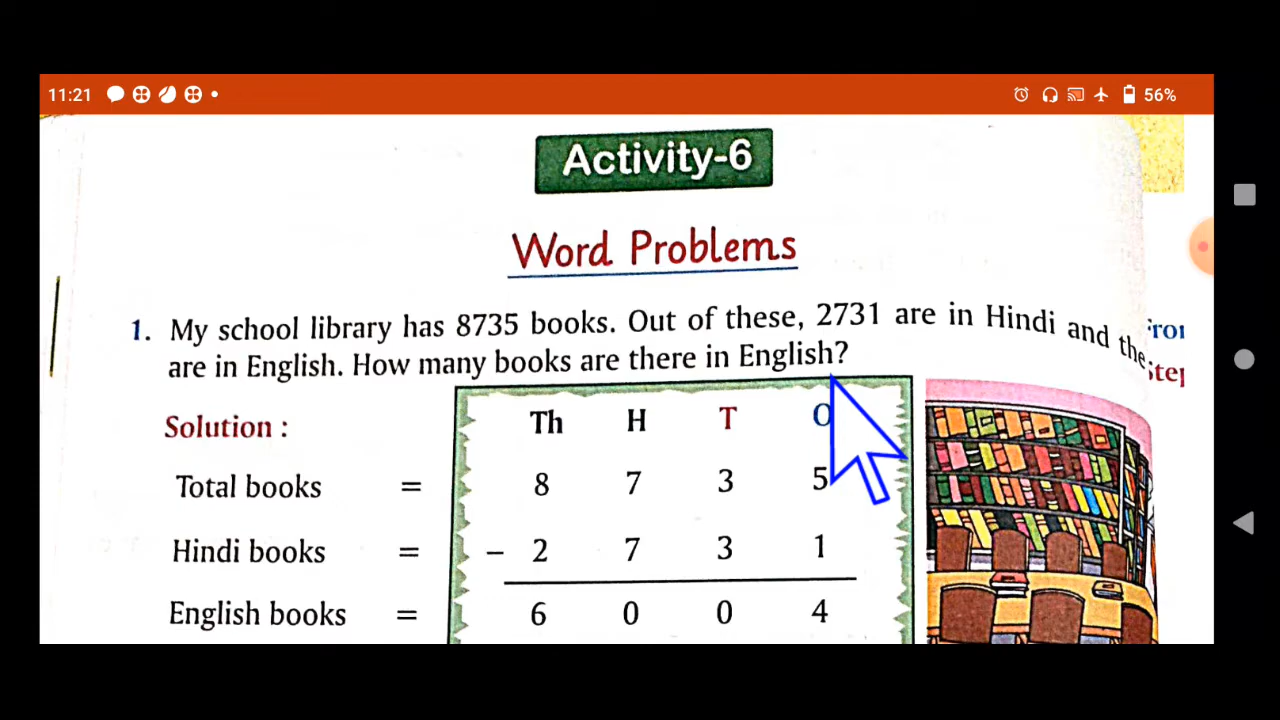 11:21
56%
Activity-6
Word Problems
1. My school library has 8735 books. Out of these, 2731 are in Hindi and the
are in English. How many books are there in English?
Solution :
Th H T O
Total books = 8 7 3 5
Hindi books = - 2 7 3 1
English books = 6 0 0 4